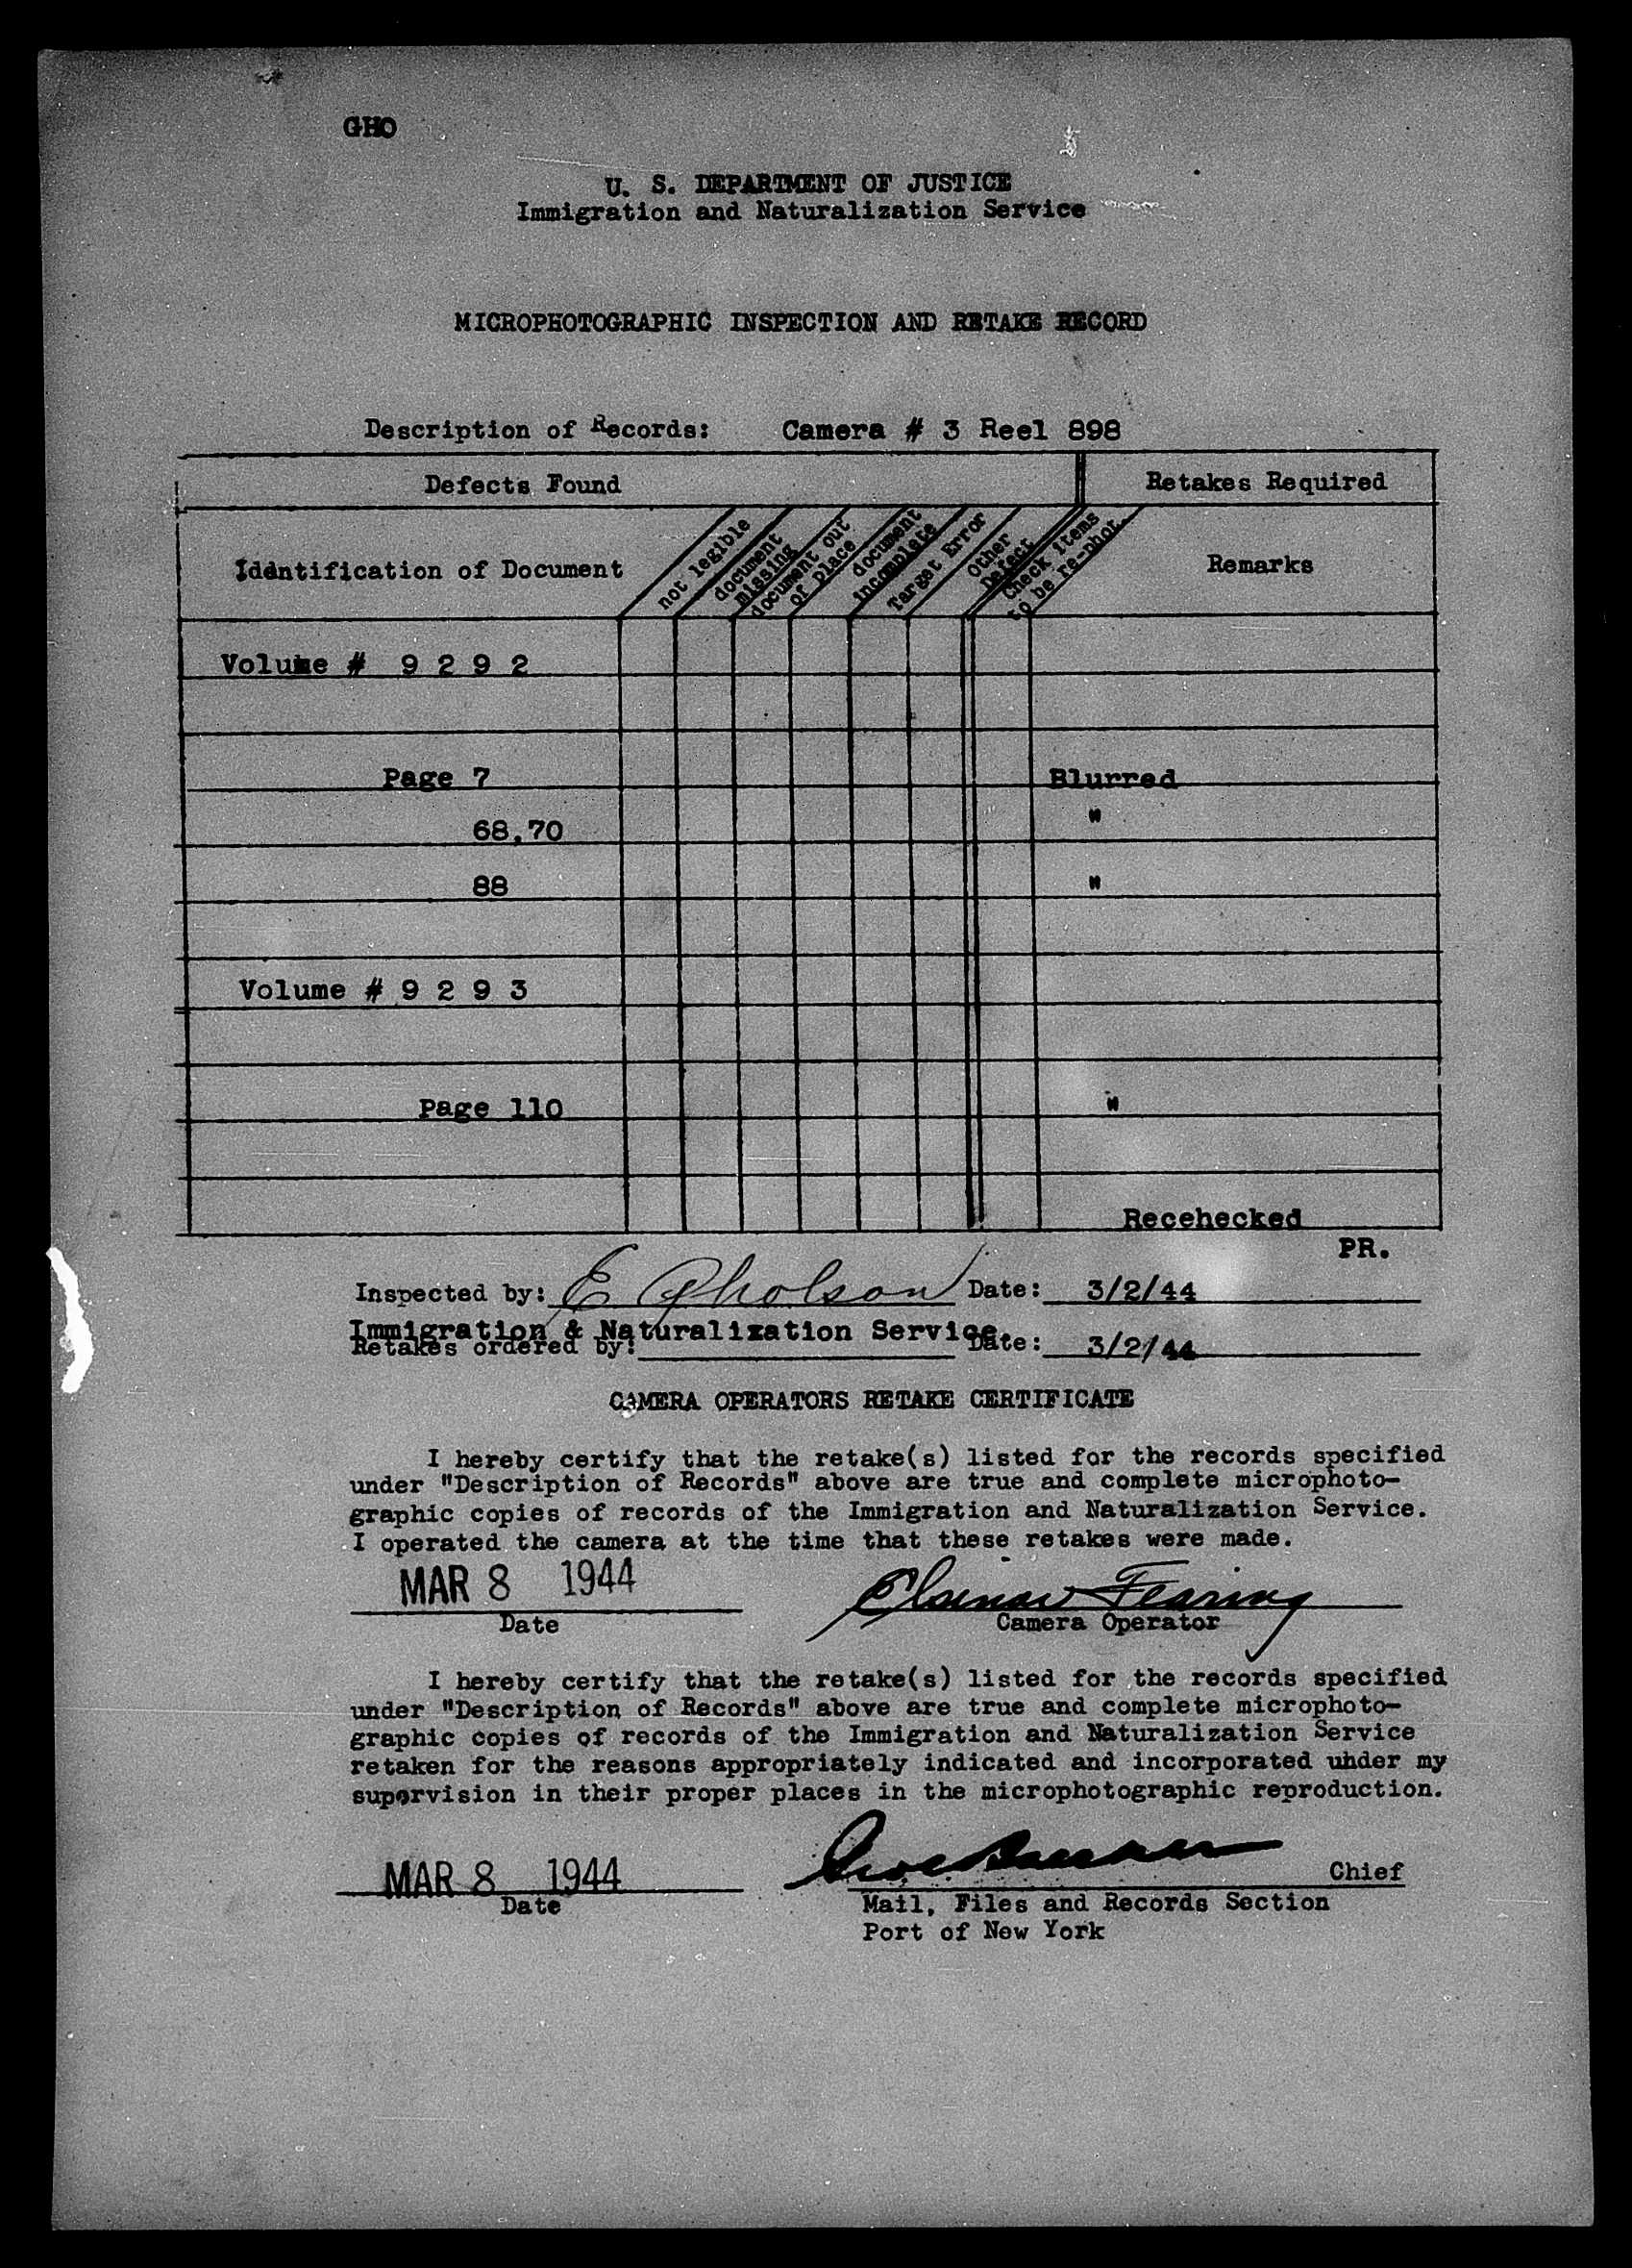 GHO
U. S. DEPARTMENT OF JUSTICE
Immigration and Naturalization Service
MICROPHOTOGRAPHIC INSPECTION AND RETAKE RECORD
Description of Records: Camera # 3 Reel 898
Defects Found Retakes Required
Identification of Document
not legible
document
missing
document out
of place
document
incomplete
Target Error
Other
Defect
Check items
to be re-phot.
Remarks
Volume # 9 2 9 2
Page 7 Blurred
68,70 "
88 "
Volume # 9 2 9 3
Page 110 "
Recehecked
PR.
Inspected by: E Gholson Date: 3/2/44
Immigration & Naturalization Service.
Retakes ordered by: Date: 3/2/44
CAMERA OPERATORS RETAKE CERTIFICATE
I hereby certify that the retake(s) listed for the records specified
under "Description of Records" above are true and complete microphoto-
graphic copies of records of the Immigration and Naturalization Service.
I operated the camera at the time that these retakes were made.
MAR 8 1944
Date
Fearing
Camera Operator
I hereby certify that the retake(s) listed for the records specified
under "Description of Records" above are true and complete microphoto-
graphic copies of records of the Immigration and Naturalization Service
retaken for the reasons appropriately indicated and incorporated uhder my
supervision in their proper places in the microphotographic reproduction.
MAR 8 1944 Chief
Date
Mail, Files and Records Section
Port of New York